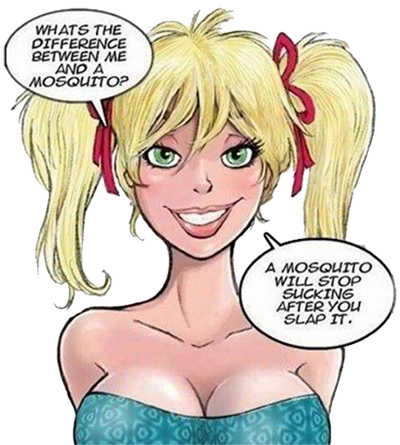 WHATS THE
DIFFERENCE
BETWEEN ME
AND A
MOSQUITO?
A MOSQUITO
WILL STOP
SUCKING
AFTER YOU
SLAP IT.